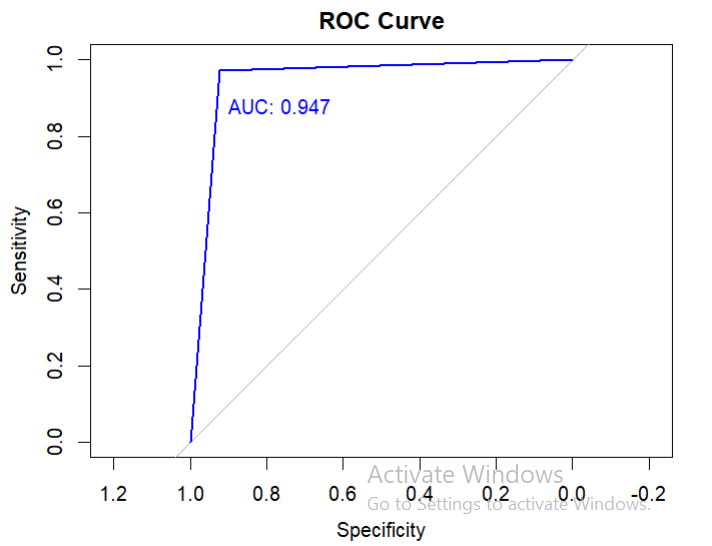 ROC Curve
1.0
0.8
0.6
0.4
0.2
0.0
Sensitivity
AUC: 0.947
1.2 1.0 0.8 0.6 0.4 0.2 0.0 -0.2
Specificity
Activate Windows
Go to Settings to activate Windows.